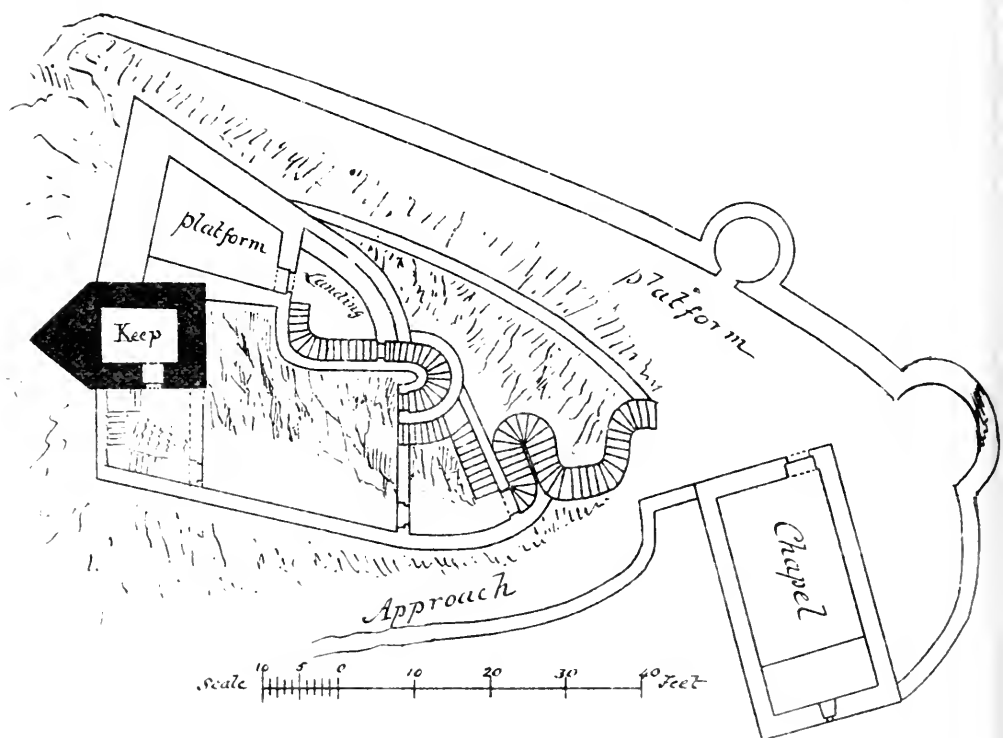 platform
Landing
Keep
platform
Chapel
Approach
10 5 0 10 20 30 40
Scale Feet